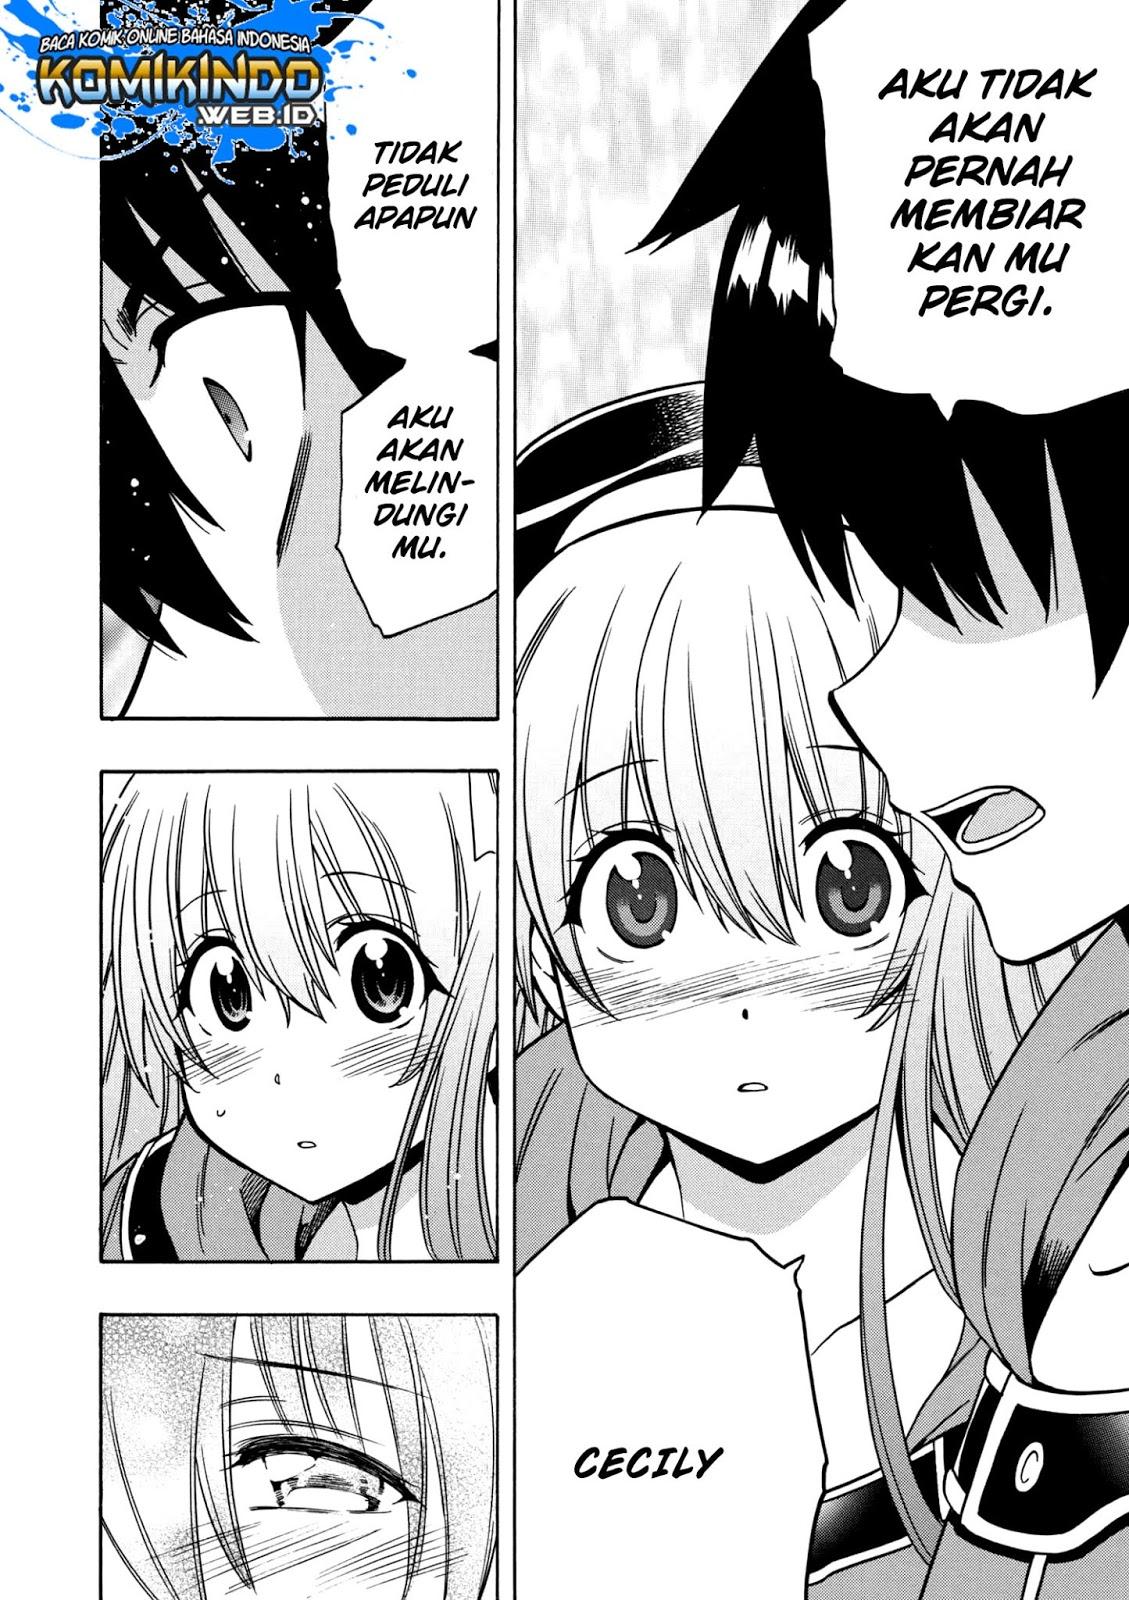 BACA KOMIK ONLINE BAHASA INDONESIA
KOMIKINDO
WEB.ID
AKU TIDAK
AKAN
PERNAH
MEMBIAR
KAN MU
PERGI.
CECILY
TIDAK
PEDULI
APAPUN
AKU
AKAN
MELIN-
DUNGI
MU.